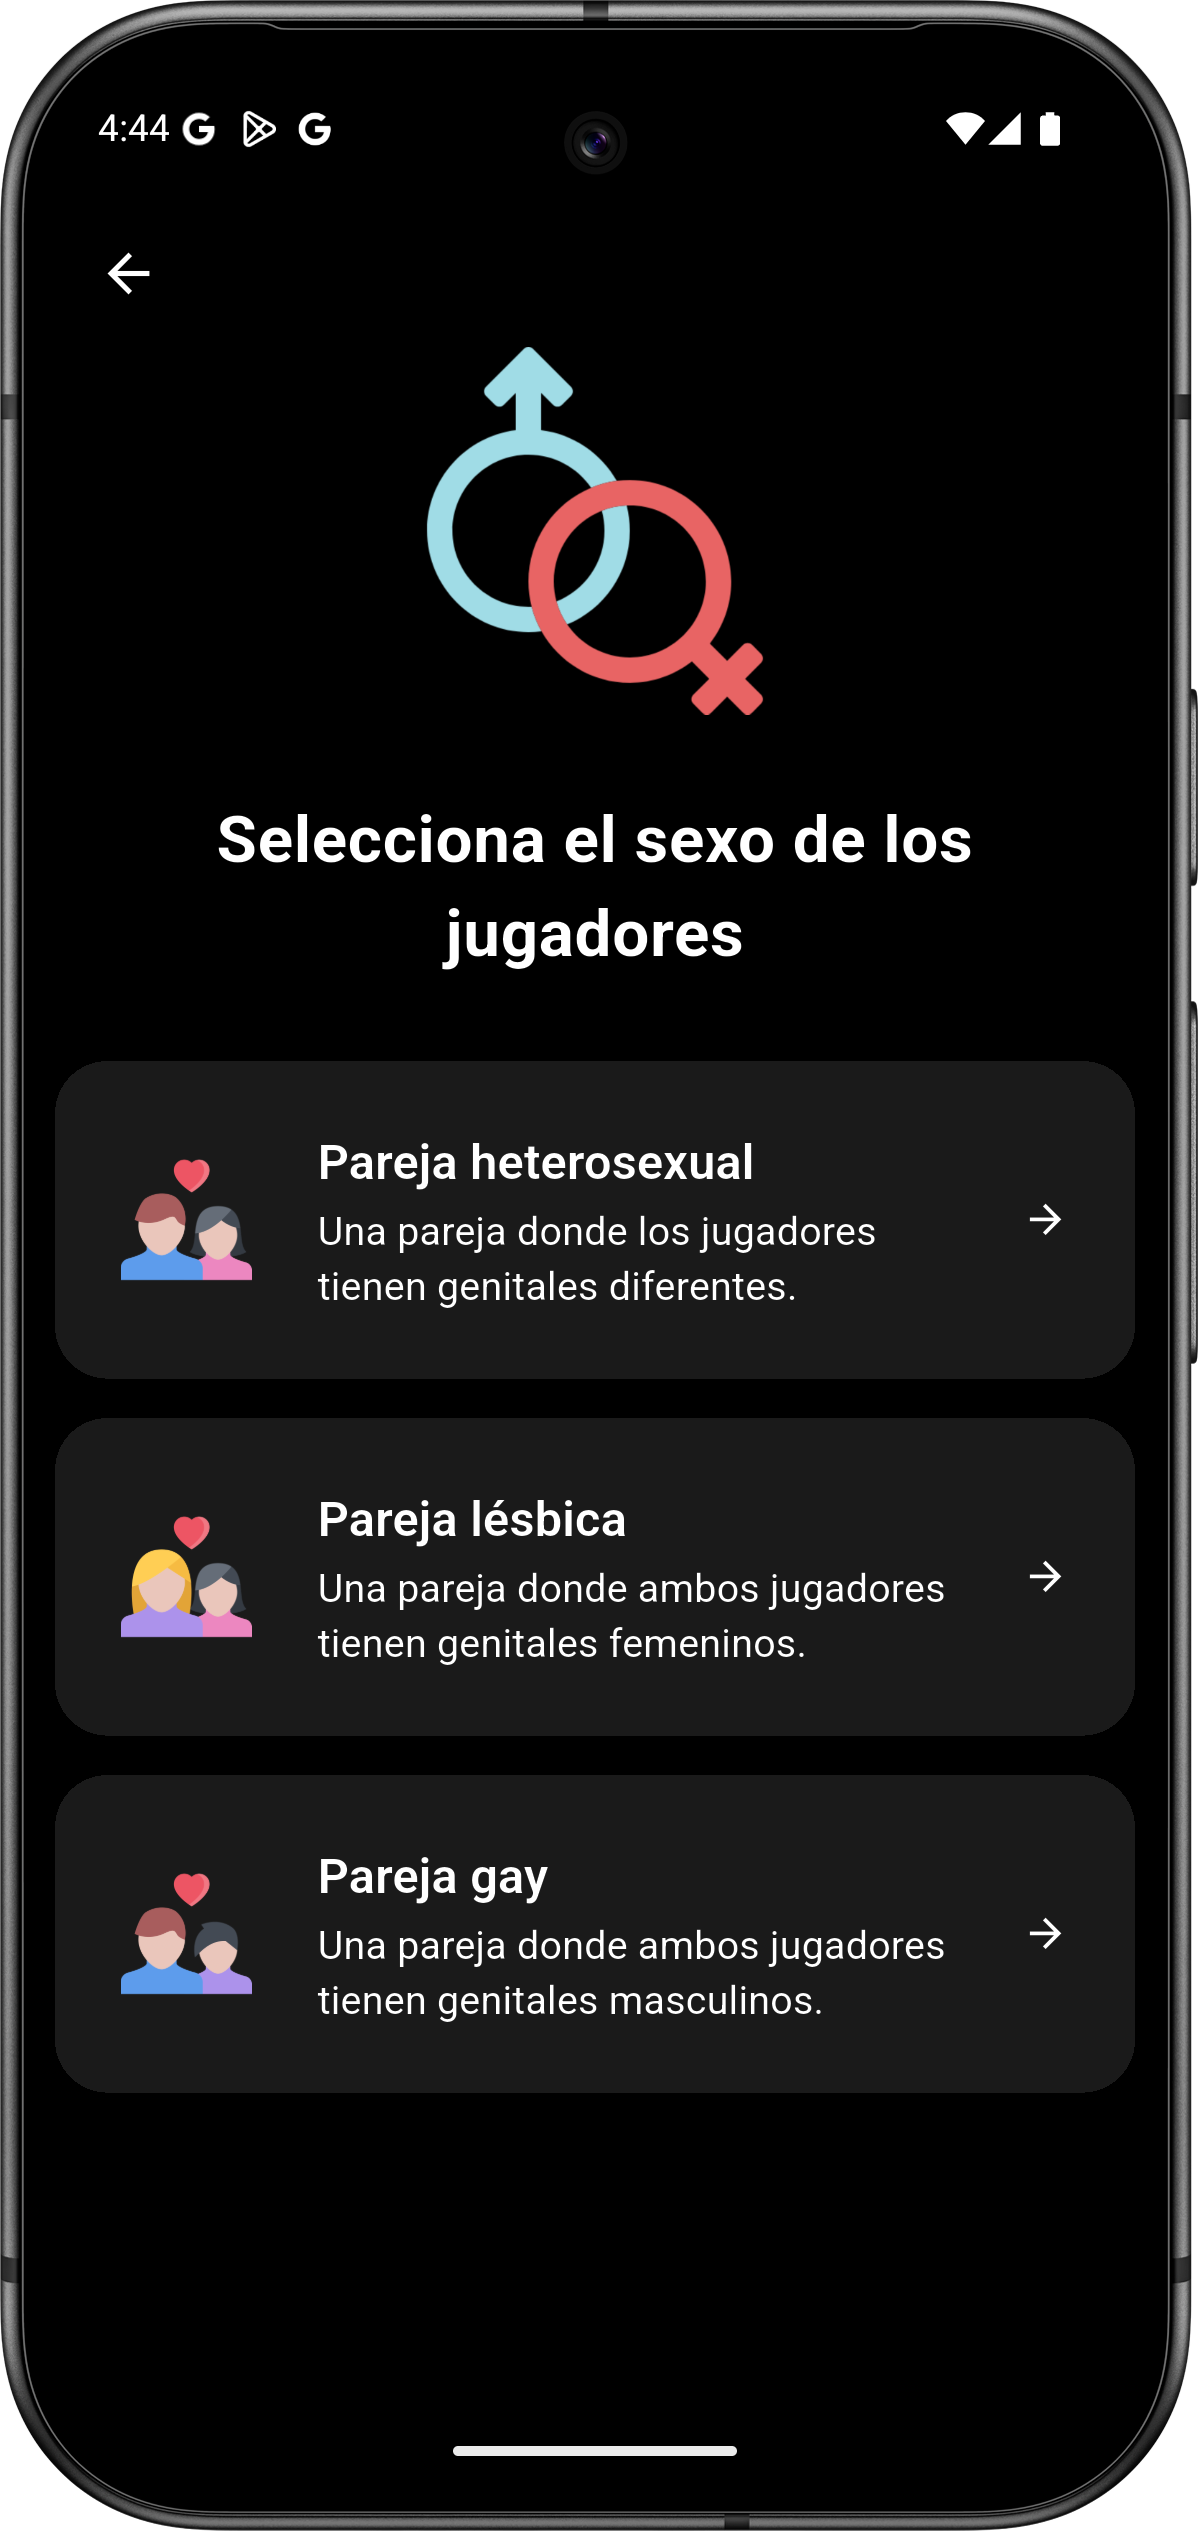 4:44
Selecciona el sexo de los
jugadores
Pareja heterosexual
Una pareja donde los jugadores
tienen genitales diferentes.
Pareja lésbica
Una pareja donde ambos jugadores
tienen genitales femeninos.
Pareja gay
Una pareja donde ambos jugadores
tienen genitales masculinos.